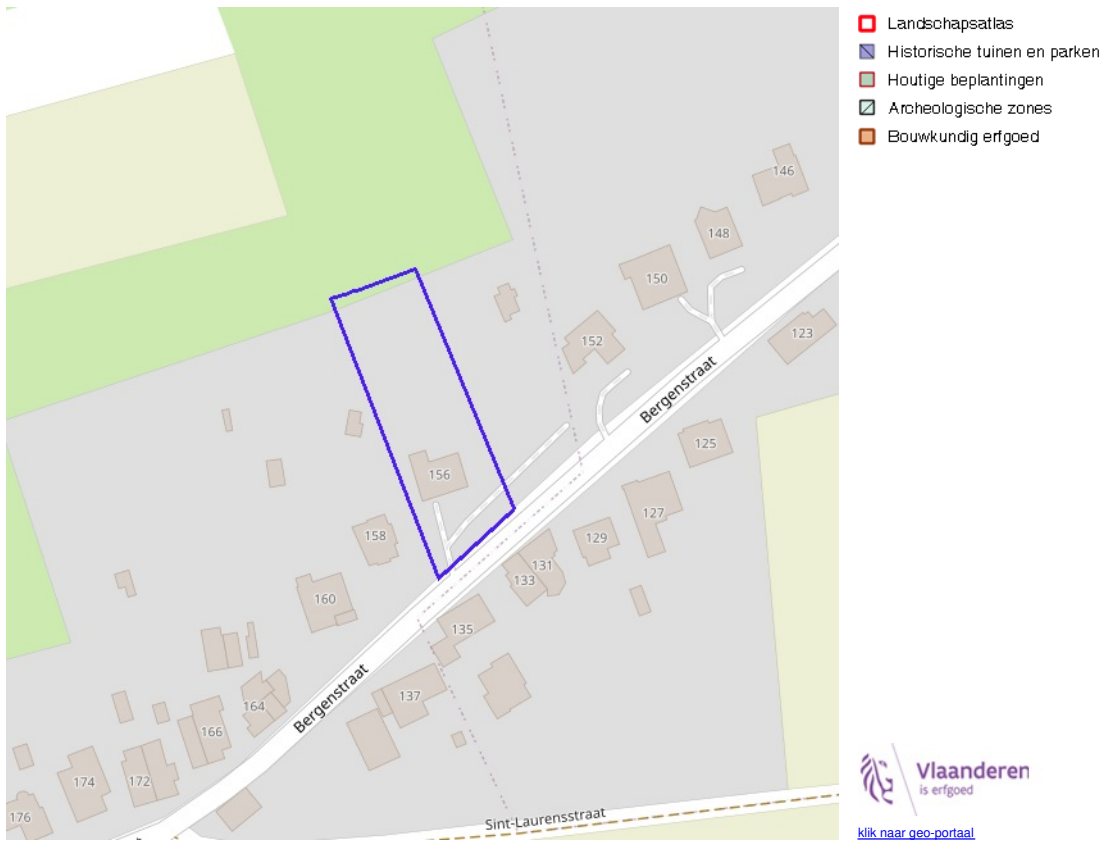 Landschapsatlas
Historische tuinen en parken
Houtige beplantingen
Archeologische zones
Bouwkundig erfgoed
146
148
150
123
152
Bergenstraat
125
156
127
158
129
131
133
160
135
Bergenstraat
137
164
166
174
172
176
Sint-Laurensstraat
Vlaanderen
is erfgoed
klik naar geo-portaal